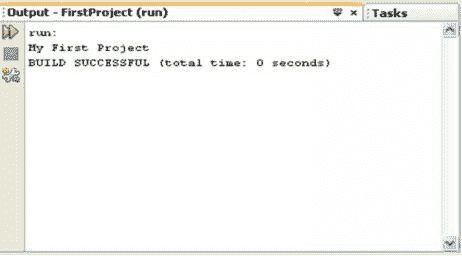 Output - FirstProject (run)
Tasks
run:
My First Project
BUILD SUCCESSFUL (total time: 0 seconds)